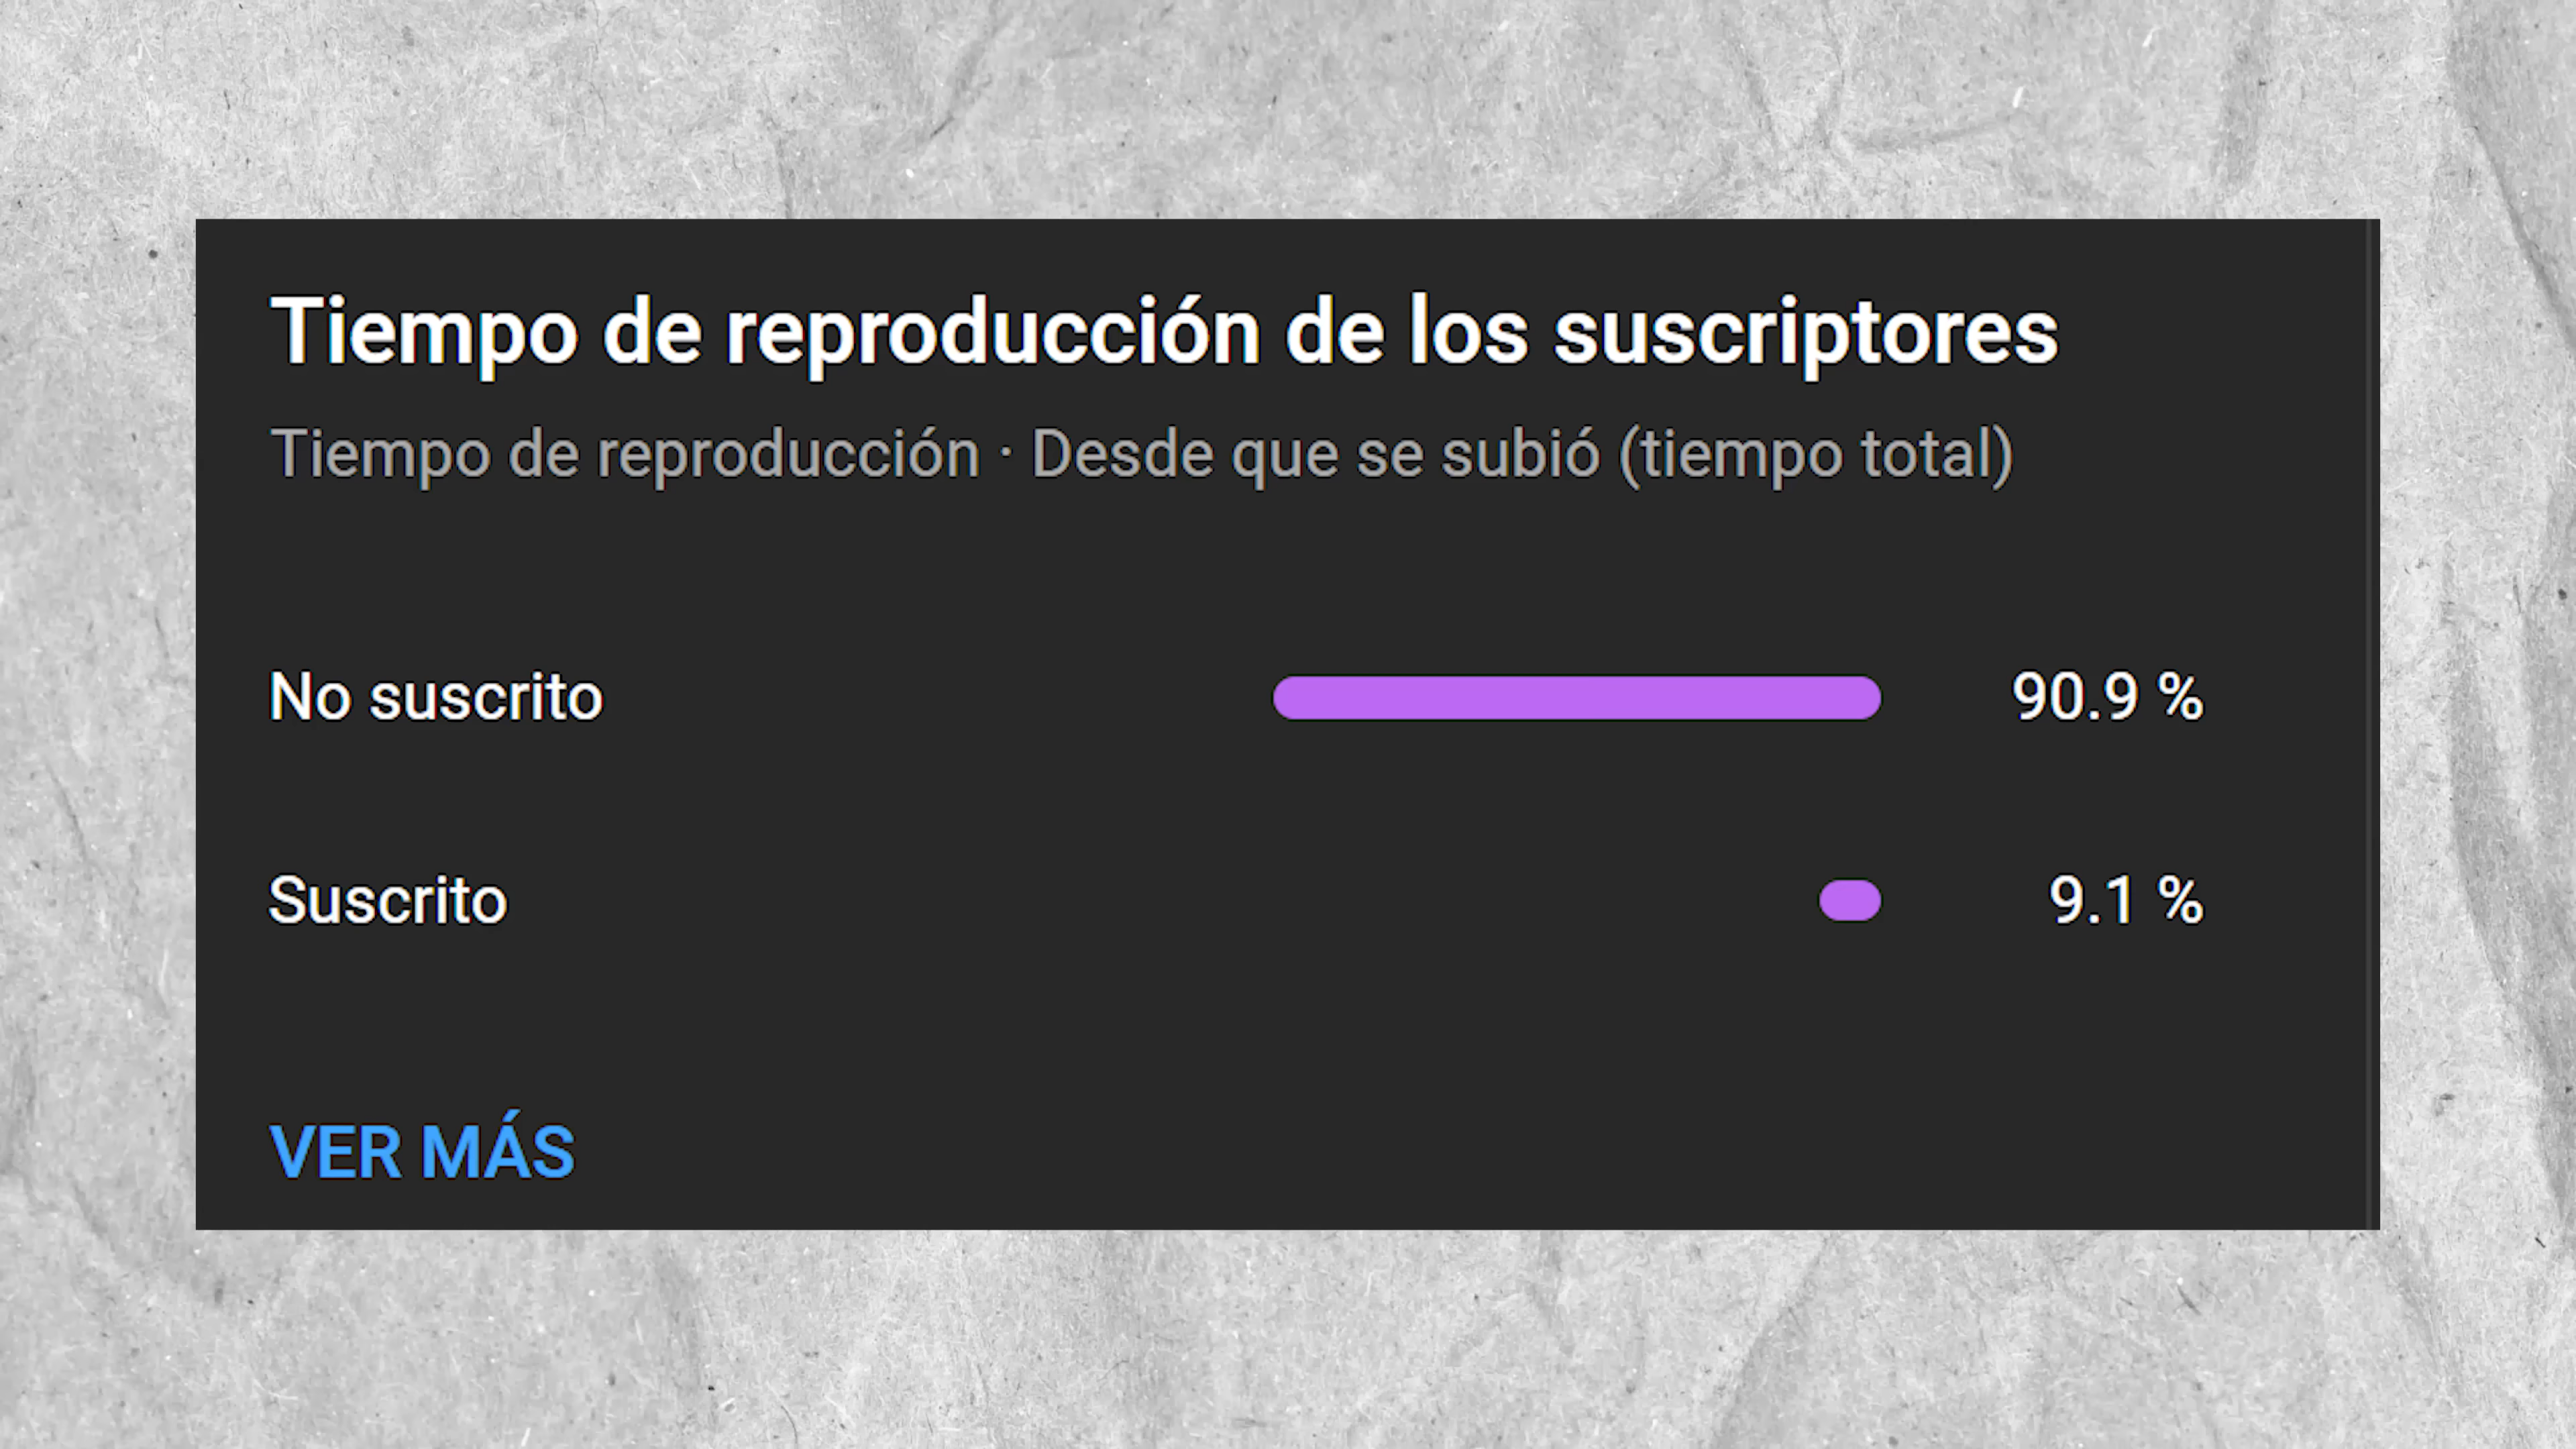 Tiempo de reproducción de los suscriptores
Tiempo de reproducción · Desde que se subió (tiempo total)
No suscrito 90.9 %
Suscrito 9.1 %
VER MÁS